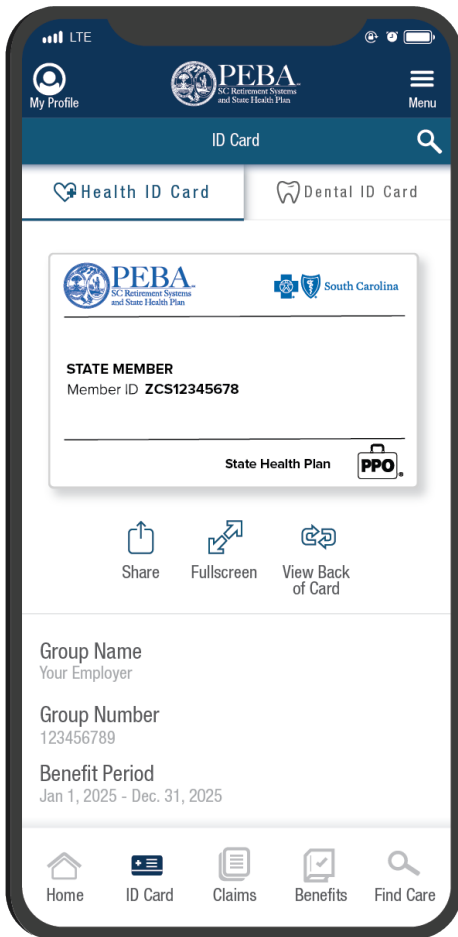 LTE
PEBA
SC Retirement Systems
and State Health Plan
My Profile
Menu
ID Card
Health ID Card
Dental ID Card
PEBA
SC Retirement Systems
and State Health Plan
South Carolina
STATE MEMBER
Member ID ZCS12345678
State Health Plan
PPO®
Share
Fullscreen
View Back
of Card
Group Name
Your Employer
Group Number
123456789
Benefit Period
Jan 1, 2025 - Dec. 31, 2025
Home
ID Card
Claims
Benefits
Find Care